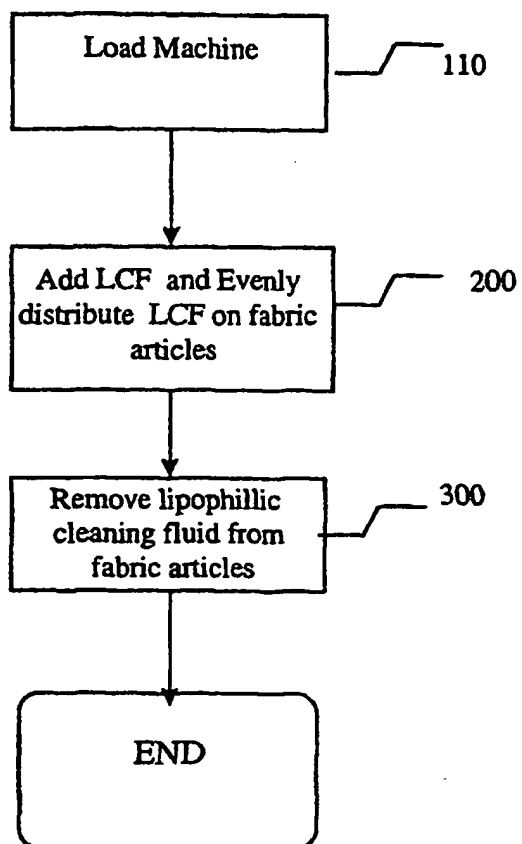 Load Machine
110
Add LCF and Evenly
distribute LCF on fabric
articles
200
Remove lipophillic
cleaning fluid from
fabric articles
300
END